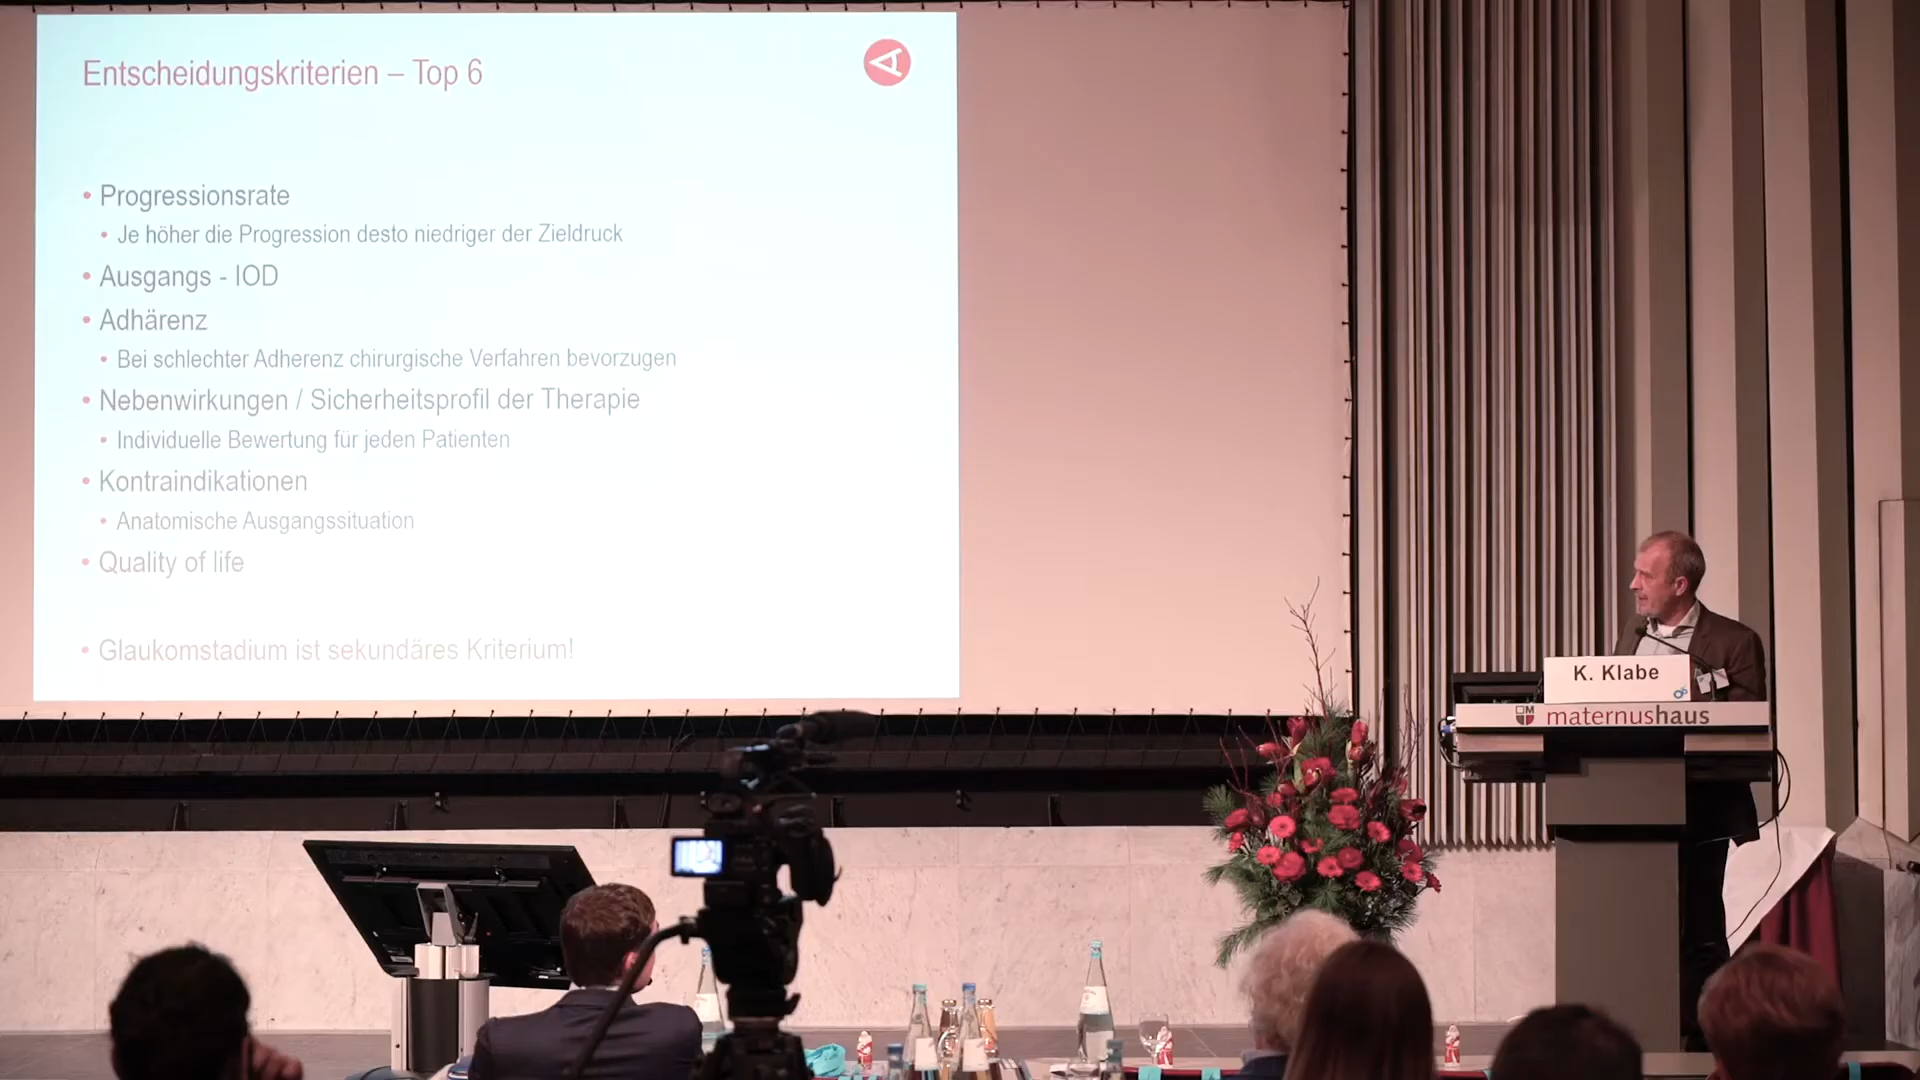 Entscheidungskriterien – Top 6
• Progressionsrate
• Je höher die Progression desto niedriger der Zieldruck
• Ausgangs - IOD
• Adhärenz
• Bei schlechter Adherenz chirurgische Verfahren bevorzugen
• Nebenwirkungen / Sicherheitsprofil der Therapie
• Individuelle Bewertung für jeden Patienten
• Kontraindikationen
• Anatomische Ausgangssituation
• Quality of life
• Glaukomstadium ist sekundäres Kriterium!
K. Klabe
maternushaus